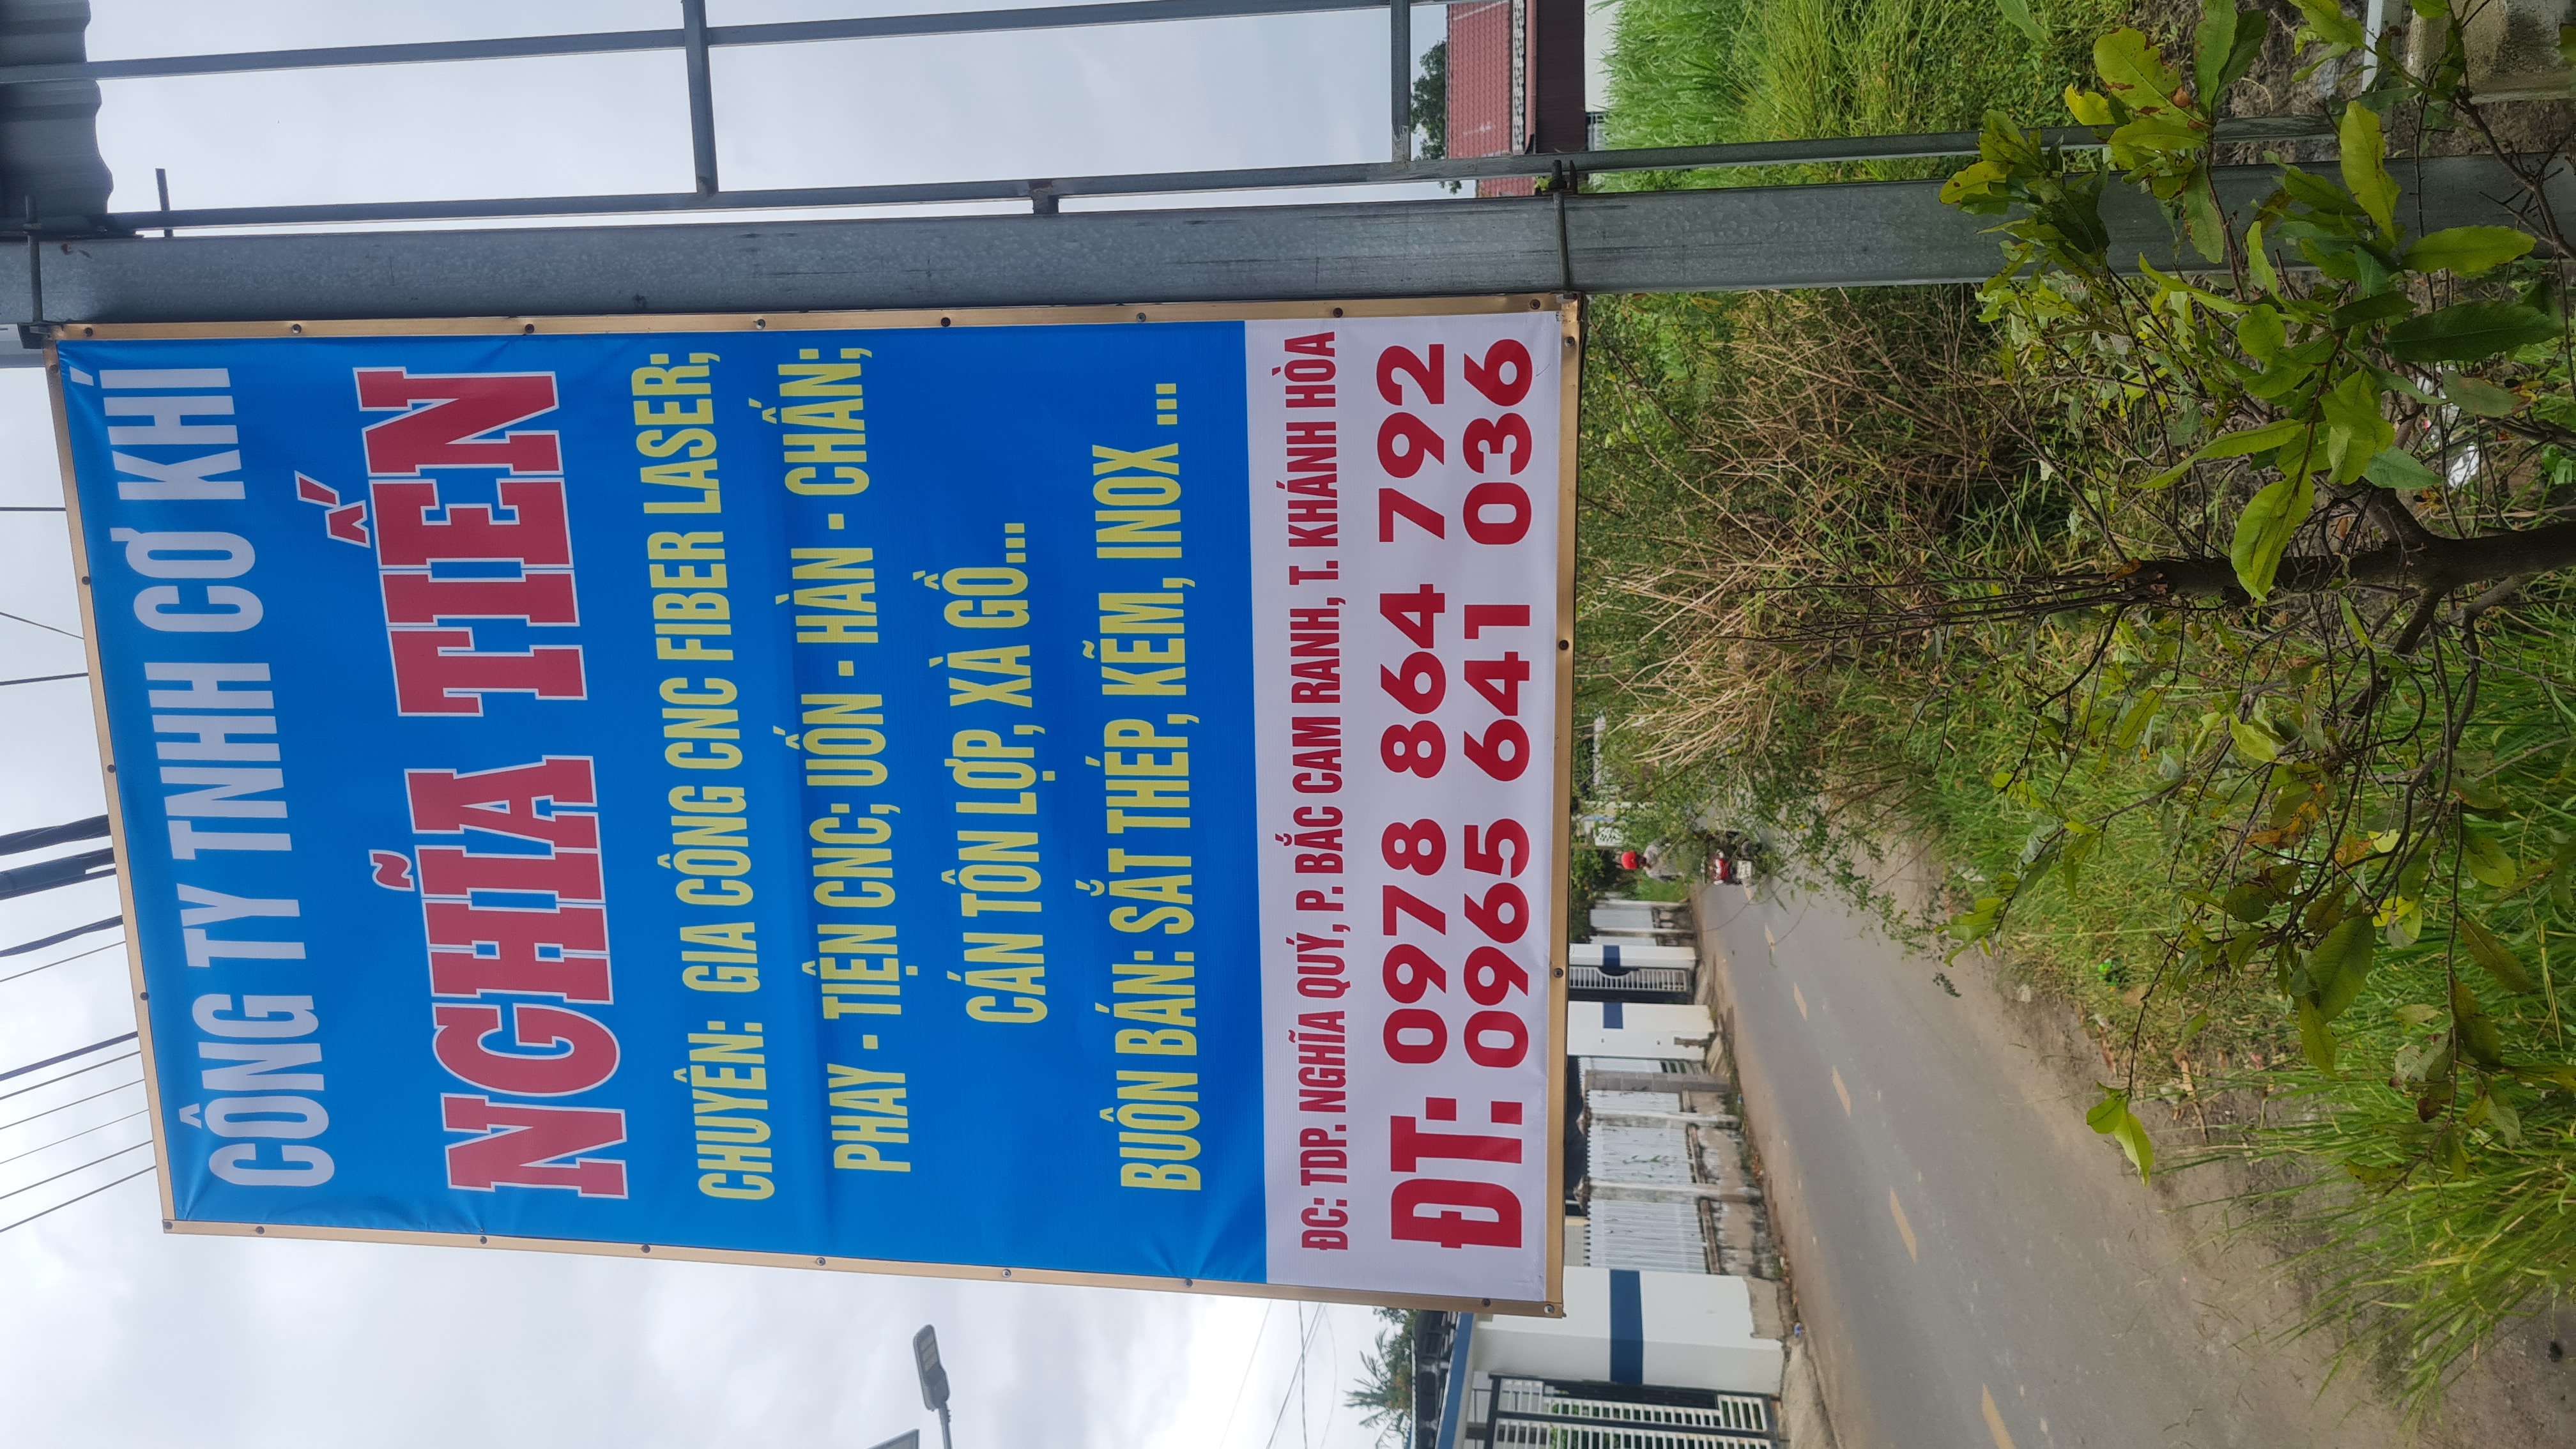 CÔNG TY TNHH CƠ KHÍ
NGHĨA TIẾN
CHUYÊN: GIA CÔNG CNC FIBER LASER;
PHAY - TIỆN CNC; UỐN - HÀN - CHẤN;
CÁN TÔN LỢP, XÀ GỒ...
BUÔN BÁN: SẮT THÉP, KẼM, INOX ...
ĐC: TDP. NGHĨA QUÝ, P. BẮC CAM RANH, T. KHÁNH HÒA
ĐT: 0978 864 792
0965 641 036